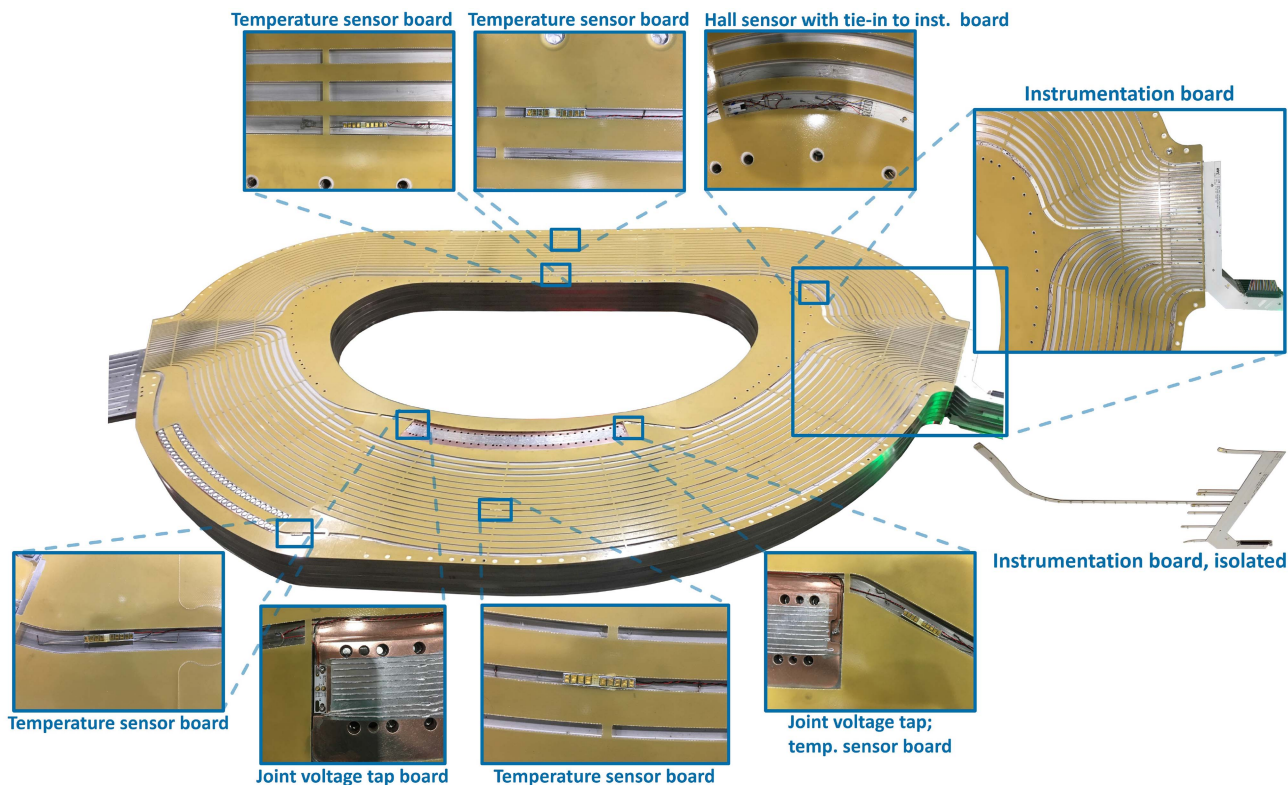 Temperature sensor board
Temperature sensor board
Hall sensor with tie-in to inst. board
Instrumentation board
Instrumentation board, isolated
Temperature sensor board
Joint voltage tap board
Temperature sensor board
Joint voltage tap;
temp. sensor board